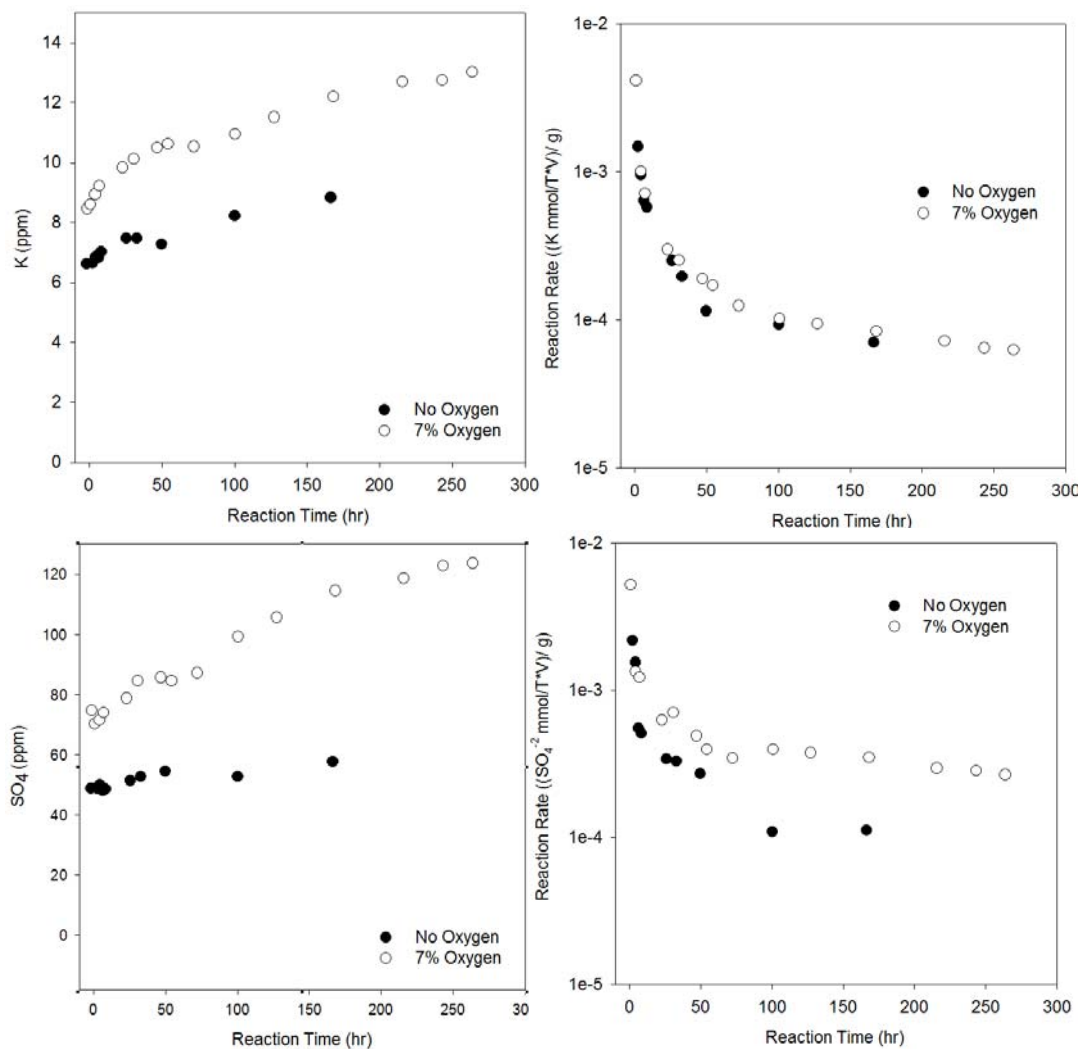 14
12
10
8
6
4
2
0
K (ppm)
No Oxygen
7% Oxygen
0 50 100 150 200 250 300
Reaction Time (hr)
1e-2
1e-3
1e-4
1e-5
Reaction Rate ((K mmol/T*V)/ g)
No Oxygen
7% Oxygen
0 50 100 150 200 250 300
Reaction Time (hr)
120
100
80
60
40
20
0
SO4 (ppm)
No Oxygen
7% Oxygen
0 50 100 150 200 250 300
Reaction Time (hr)
1e-2
1e-3
1e-4
1e-5
Reaction Rate ((SO4^-2 mmol/T*V)/ g)
No Oxygen
7% Oxygen
0 50 100 150 200 250 300
Reaction Time (hr)